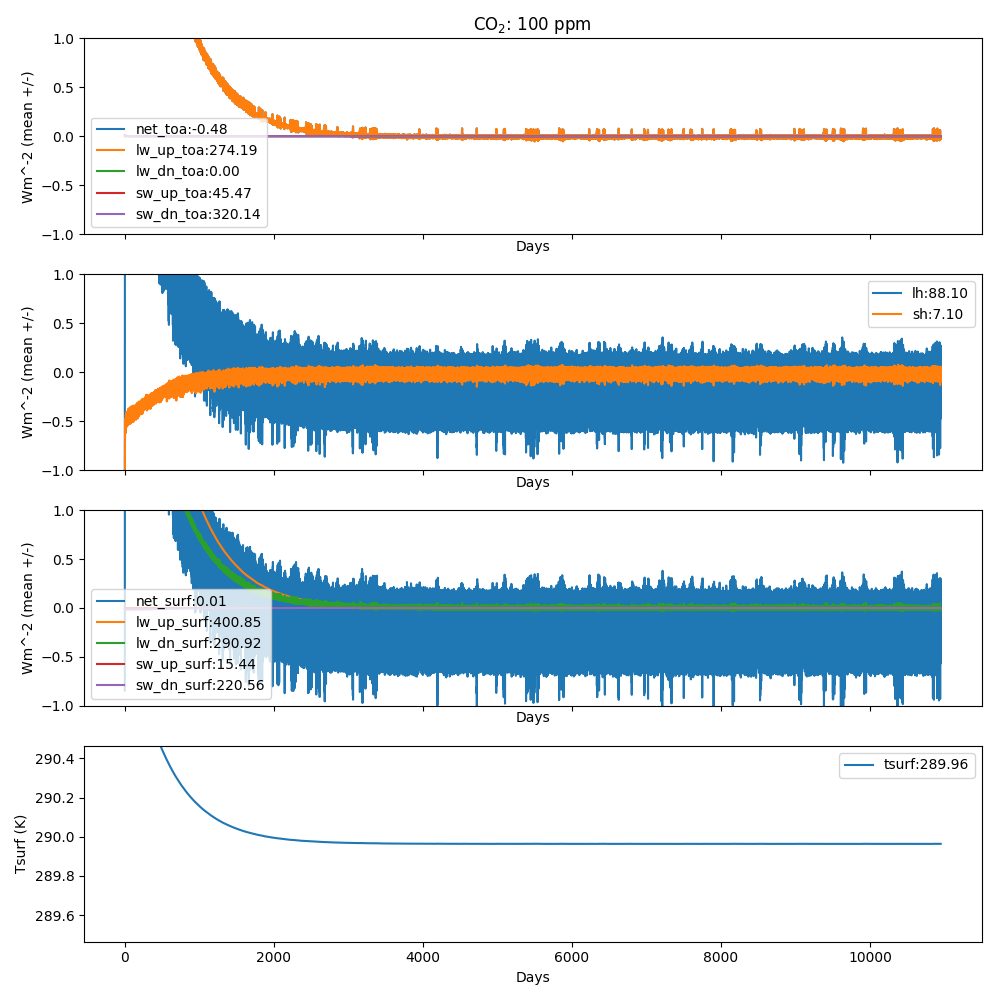 CO₂: 100 ppm
1.0
0.5
0.0
−0.5
−1.0
Wm^-2 (mean +/-)
net_toa:-0.48
lw_up_toa:274.19
lw_dn_toa:0.00
sw_up_toa:45.47
sw_dn_toa:320.14
Days
1.0
0.5
0.0
−0.5
−1.0
Wm^-2 (mean +/-)
lh:88.10
sh:7.10
Days
1.0
0.5
0.0
−0.5
−1.0
Wm^-2 (mean +/-)
net_surf:0.01
lw_up_surf:400.85
lw_dn_surf:290.92
sw_up_surf:15.44
sw_dn_surf:220.56
Days
290.4
290.2
290.0
289.8
289.6
Tsurf (K)
tsurf:289.96
0 2000 4000 6000 8000 10000
Days